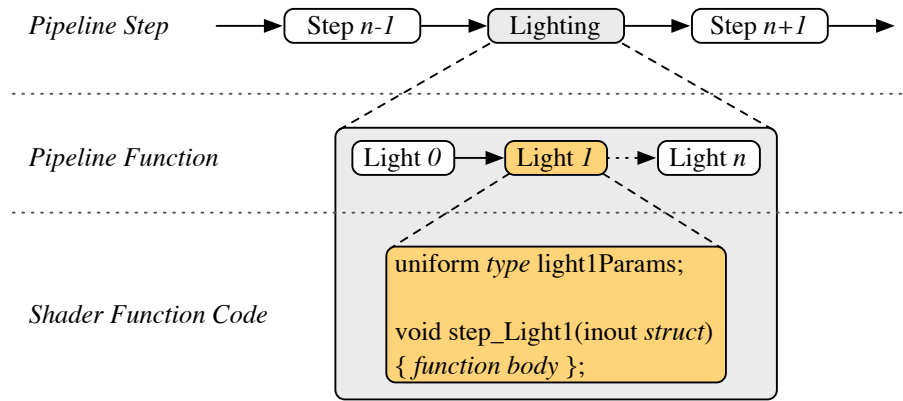 Pipeline Step
Step n-1
Lighting
Step n+1
Pipeline Function
Light 0
Light 1
Light n
Shader Function Code
uniform type light1Params;
void step_Light1(inout struct)
{ function body };